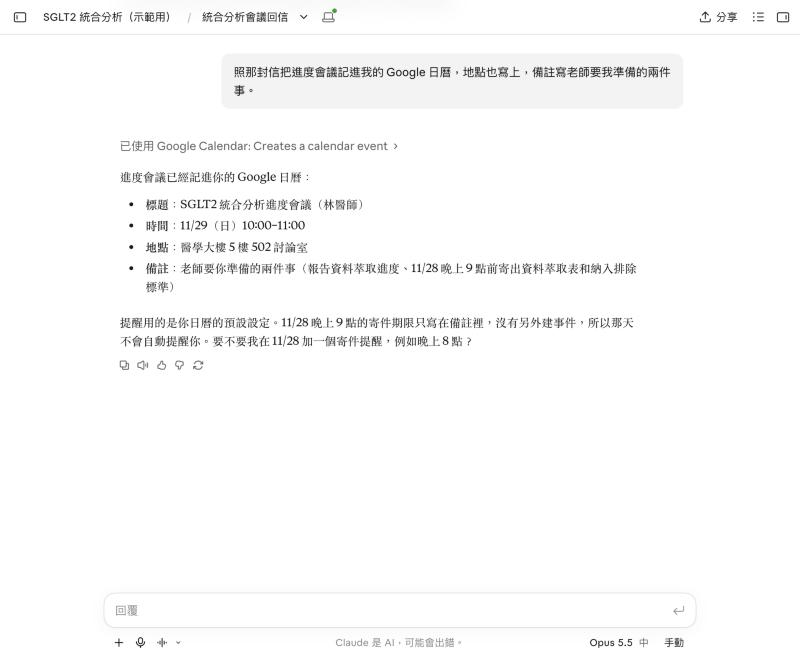 SGLT2 統合分析（示範用） / 統合分析會議回信 分享
照那封信把進度會議記進我的 Google 日曆，地點也寫上，備註寫老師要我準備的兩件
事。
已使用 Google Calendar: Creates a calendar event
進度會議已經記進你的 Google 日曆：
• 標題：SGLT2 統合分析進度會議（林醫師）
• 時間：11/29（日）10:00–11:00
• 地點：醫學大樓 5 樓 502 討論室
• 備註：老師要你準備的兩件事（報告資料萃取進度、11/28 晚上 9 點前寄出資料萃取表和納入排除
標準）
提醒用的是你日曆的預設設定。11/28 晚上 9 點的寄件期限只寫在備註裡，沒有另外建事件，所以那天
不會自動提醒你。要不要我在 11/28 加一個寄件提醒，例如晚上 8 點？
回覆
Claude 是 AI，可能會出錯。 Opus 5.5 中 手動